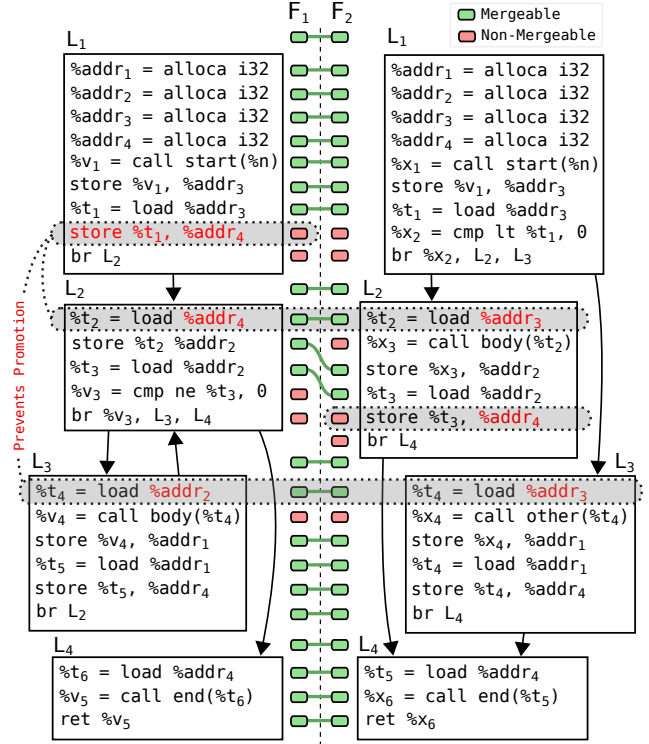 F₁ F₂
Mergeable
Non-Mergeable
L₁
%addr₁ = alloca i32
%addr₂ = alloca i32
%addr₃ = alloca i32
%addr₄ = alloca i32
%v₁ = call start(%n)
store %v₁, %addr₃
%t₁ = load %addr₃
store %t₁, %addr₄
br L₂
L₂
%t₂ = load %addr₄
store %t₂ %addr₂
%t₃ = load %addr₂
%v₃ = cmp ne %t₃, 0
br %v₃, L₃, L₄
L₃
%t₄ = load %addr₂
%v₄ = call body(%t₄)
store %v₄, %addr₁
%t₅ = load %addr₁
store %t₅, %addr₄
br L₂
L₄
%t₆ = load %addr₄
%v₅ = call end(%t₆)
ret %v₅
Prevents Promotion
L₁
%addr₁ = alloca i32
%addr₂ = alloca i32
%addr₃ = alloca i32
%addr₄ = alloca i32
%x₁ = call start(%n)
store %v₁, %addr₃
%t₁ = load %addr₃
%x₂ = cmp lt %t₁, 0
br %x₂, L₂, L₃
L₂
%t₂ = load %addr₃
%x₃ = call body(%t₂)
store %x₃, %addr₂
%t₃ = load %addr₂
store %t₃, %addr₄
br L₄
L₃
%t₄ = load %addr₃
%x₄ = call other(%t₄)
store %x₄, %addr₁
%t₄ = load %addr₁
store %t₄, %addr₄
br L₄
L₄
%t₅ = load %addr₄
%x₆ = call end(%t₅)
ret %x₆